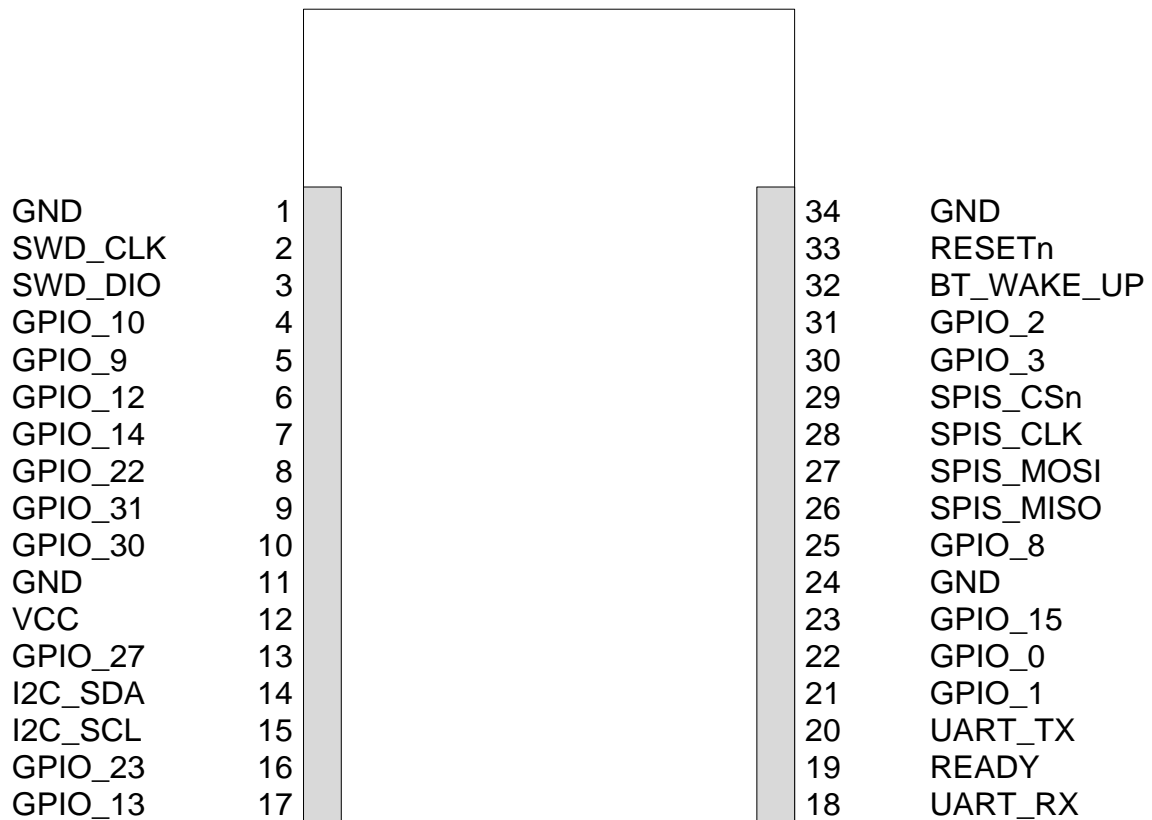 GND 1 34 GND
SWD_CLK 2 33 RESETn
SWD_DIO 3 32 BT_WAKE_UP
GPIO_10 4 31 GPIO_2
GPIO_9 5 30 GPIO_3
GPIO_12 6 29 SPIS_CSn
GPIO_14 7 28 SPIS_CLK
GPIO_22 8 27 SPIS_MOSI
GPIO_31 9 26 SPIS_MISO
GPIO_30 10 25 GPIO_8
GND 11 24 GND
VCC 12 23 GPIO_15
GPIO_27 13 22 GPIO_0
I2C_SDA 14 21 GPIO_1
I2C_SCL 15 20 UART_TX
GPIO_23 16 19 READY
GPIO_13 17 18 UART_RX